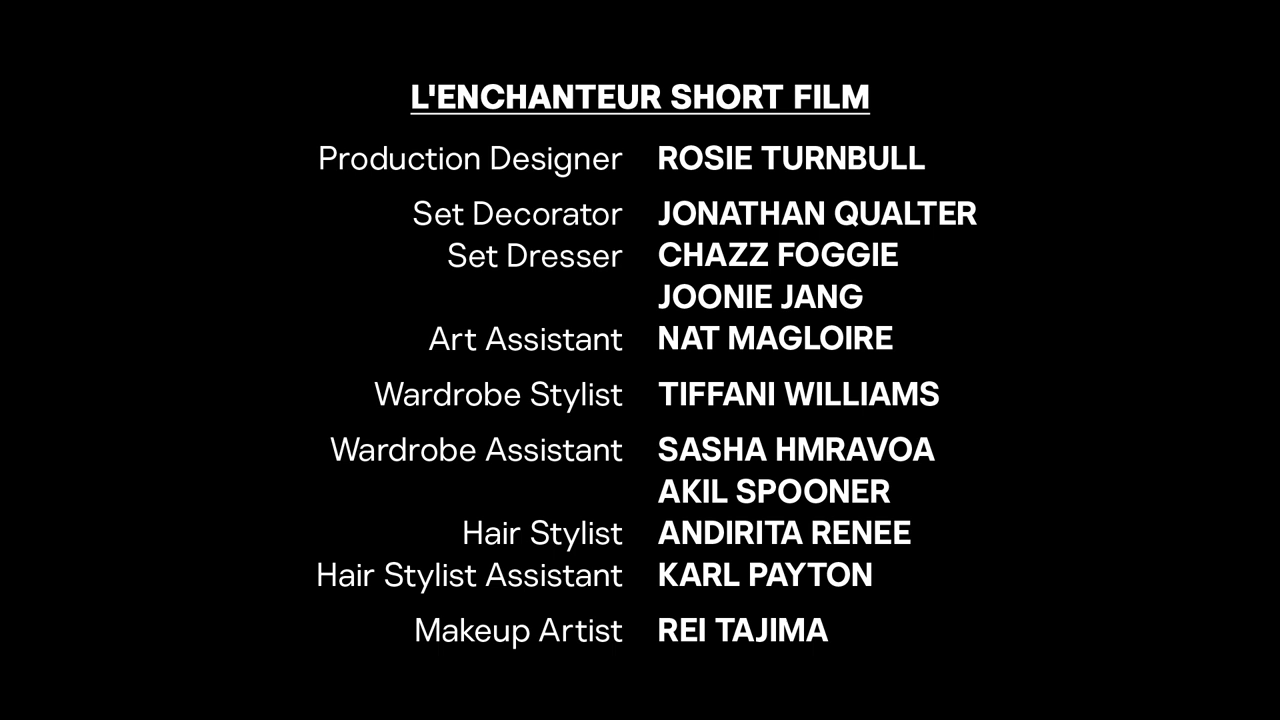 L'ENCHANTEUR SHORT FILM
Production Designer ROSIE TURNBULL
Set Decorator JONATHAN QUALTER
Set Dresser CHAZZ FOGGIE
JOONIE JANG
Art Assistant NAT MAGLOIRE
Wardrobe Stylist TIFFANI WILLIAMS
Wardrobe Assistant SASHA HMRAVOA
AKIL SPOONER
Hair Stylist ANDIRITA RENEE
Hair Stylist Assistant KARL PAYTON
Makeup Artist REI TAJIMA